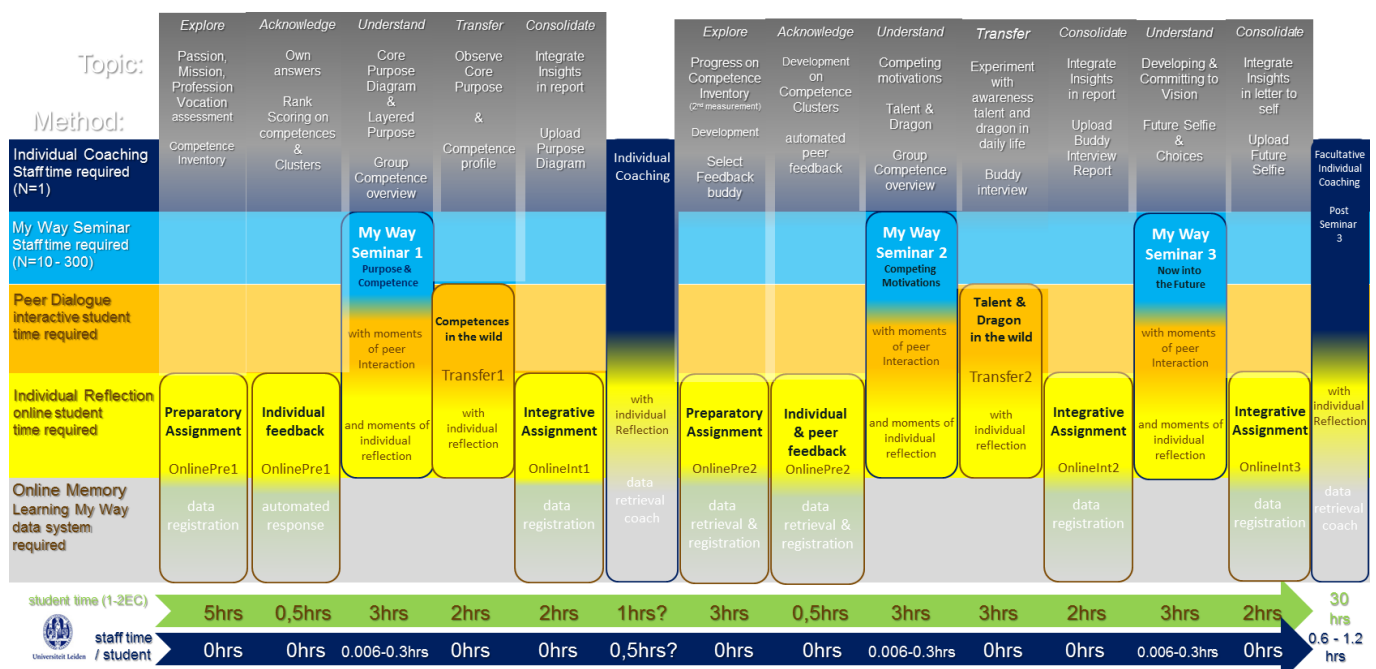 Topic:
Method:
Explore
Passion,
Mission,
Profession
Vocation
assessment
Competence
Inventory
Acknowledge
Own
answers
Rank
Scoring on
competences
&
Clusters
Understand
Core
Purpose
Diagram
&
Layered
Purpose
Group
Competence
overview
Transfer
Observe
Core
Purpose
&
Competence
profile
Consolidate
Integrate
Insights
in report
Upload
Purpose
Diagram
Explore
Progress on
Competence
Inventory
(2nd measurement)
Development
Select
Feedback
buddy
Acknowledge
Development
on
Competence
Clusters
automated
peer
feedback
Understand
Competing
motivations
Talent &
Dragon
Group
Competence
overview
Transfer
Experiment
with
awareness
talent and
dragon in
daily life
Buddy
interview
Consolidate
Integrate
Insights
in report
Upload
Buddy
Interview
Report
Understand
Developing &
Committing to
Vision
Future Selfie
&
Choices
Consolidate
Integrate
Insights
in letter to
self
Upload
Future
Selfie
Individual Coaching
Staff time required
(N=1)
Individual
Coaching
Facultative
Individual
Coaching
Post
Seminar
3
My Way Seminar
Staff time required
(N=10 - 300)
My Way
Seminar 1
Purpose &
Competence
My Way
Seminar 2
Competing
Motivations
My Way
Seminar 3
Now into
the Future
Peer Dialogue
interactive student
time required
with moments
of peer
Interaction
Competences
in the wild
Transfer1
with moments
of peer
Interaction
Talent &
Dragon
in the wild
Transfer2
with moments
of peer
Interaction
Individual Reflection
online student
time required
Preparatory
Assignment
OnlinePre1
Individual
feedback
OnlinePre1
and moments of
individual
reflection
with
individual
reflection
Integrative
Assignment
OnlineInt1
with
individual
Reflection
Preparatory
Assignment
OnlinePre2
Individual
& peer
feedback
OnlinePre2
and moments of
individual
reflection
with
individual
reflection
Integrative
Assignment
OnlineInt2
and moments of
individual
reflection
Integrative
Assignment
OnlineInt3
with
individual
Reflection
Online Memory
Learning My Way
data system
required
data
registration
automated
response
data
registration
data
retrieval
coach
data
retrieval &
registration
data
retrieval &
registration
data
registration
data
registration
data
retrieval
coach
student time (1-2EC)
5hrs 0,5hrs 3hrs 2hrs 2hrs 1hrs? 3hrs 0,5hrs 3hrs 3hrs 2hrs 3hrs 2hrs
30
hrs
Universiteit Leiden
staff time
/ student
0hrs 0hrs 0.006-0.3hrs 0hrs 0hrs 0,5hrs? 0hrs 0hrs 0.006-0.3hrs 0hrs 0hrs 0.006-0.3hrs 0hrs
0.6 - 1.2
hrs